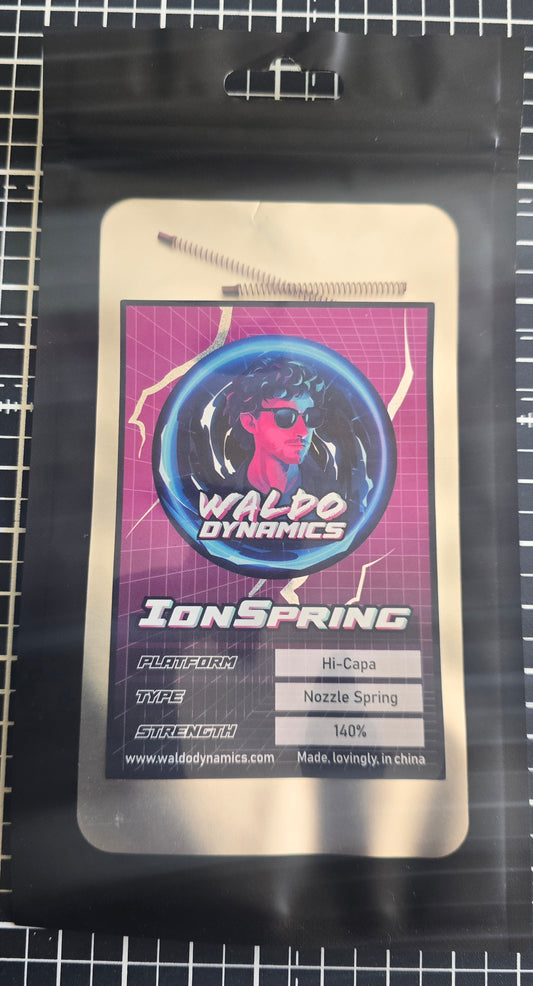 WALDO
DYNAMICS
IONSPRING
PLATFORM Hi-Capa
TYPE Nozzle Spring
STRENGTH 140%
www.waldodynamics.com Made, lovingly, in china